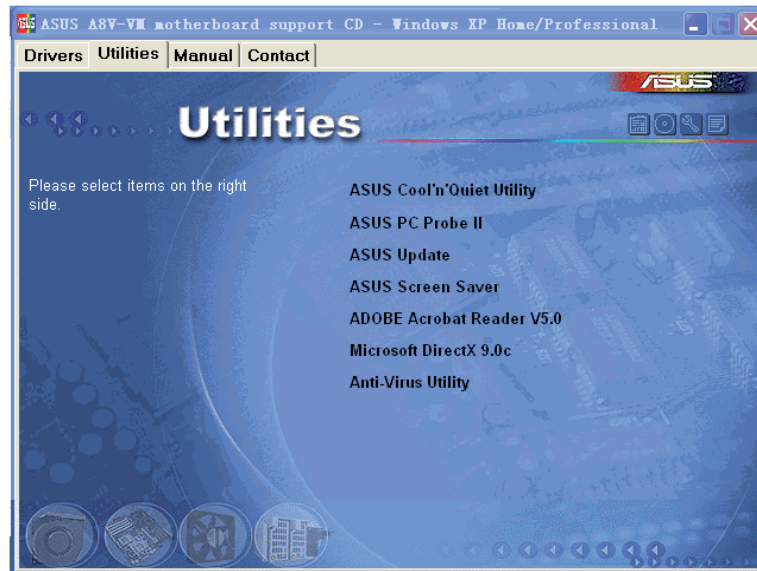 ASUS A8V-VM motherboard support CD - Windows XP Home/Professional
Drivers Utilities Manual Contact
ASUS
Utilities
Please select items on the right
side.
ASUS Cool'n'Quiet Utility
ASUS PC Probe II
ASUS Update
ASUS Screen Saver
ADOBE Acrobat Reader V5.0
Microsoft DirectX 9.0c
Anti-Virus Utility